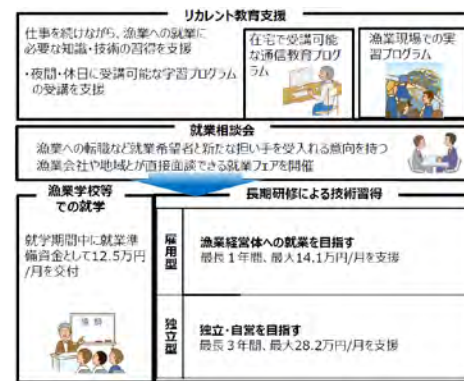 リカレント教育支援
仕事を続けながら、漁業への就業に
必要な知識・技術の習得を支援
・夜間・休日に受講可能な学習プログラム
の受講を支援
在宅で受講可能
な通信教育プログ
ラム
漁業現場での実
習プログラム
就業相談会
漁業への転職など就業希望者と新たな担い手を受入れる意向を持つ
漁業会社や地域とが直接面談できる就業フェアを開催
漁業学校等
での就学
就学期間中に就業準
備資金として12.5万円
/月を交付
長期研修による技術習得
雇用型
漁業経営体への就業を目指す
最長1年間、最大14.1万円/月を支援
独立型
独立・自営を目指す
最長3年間、最大28.2万円/月を支援